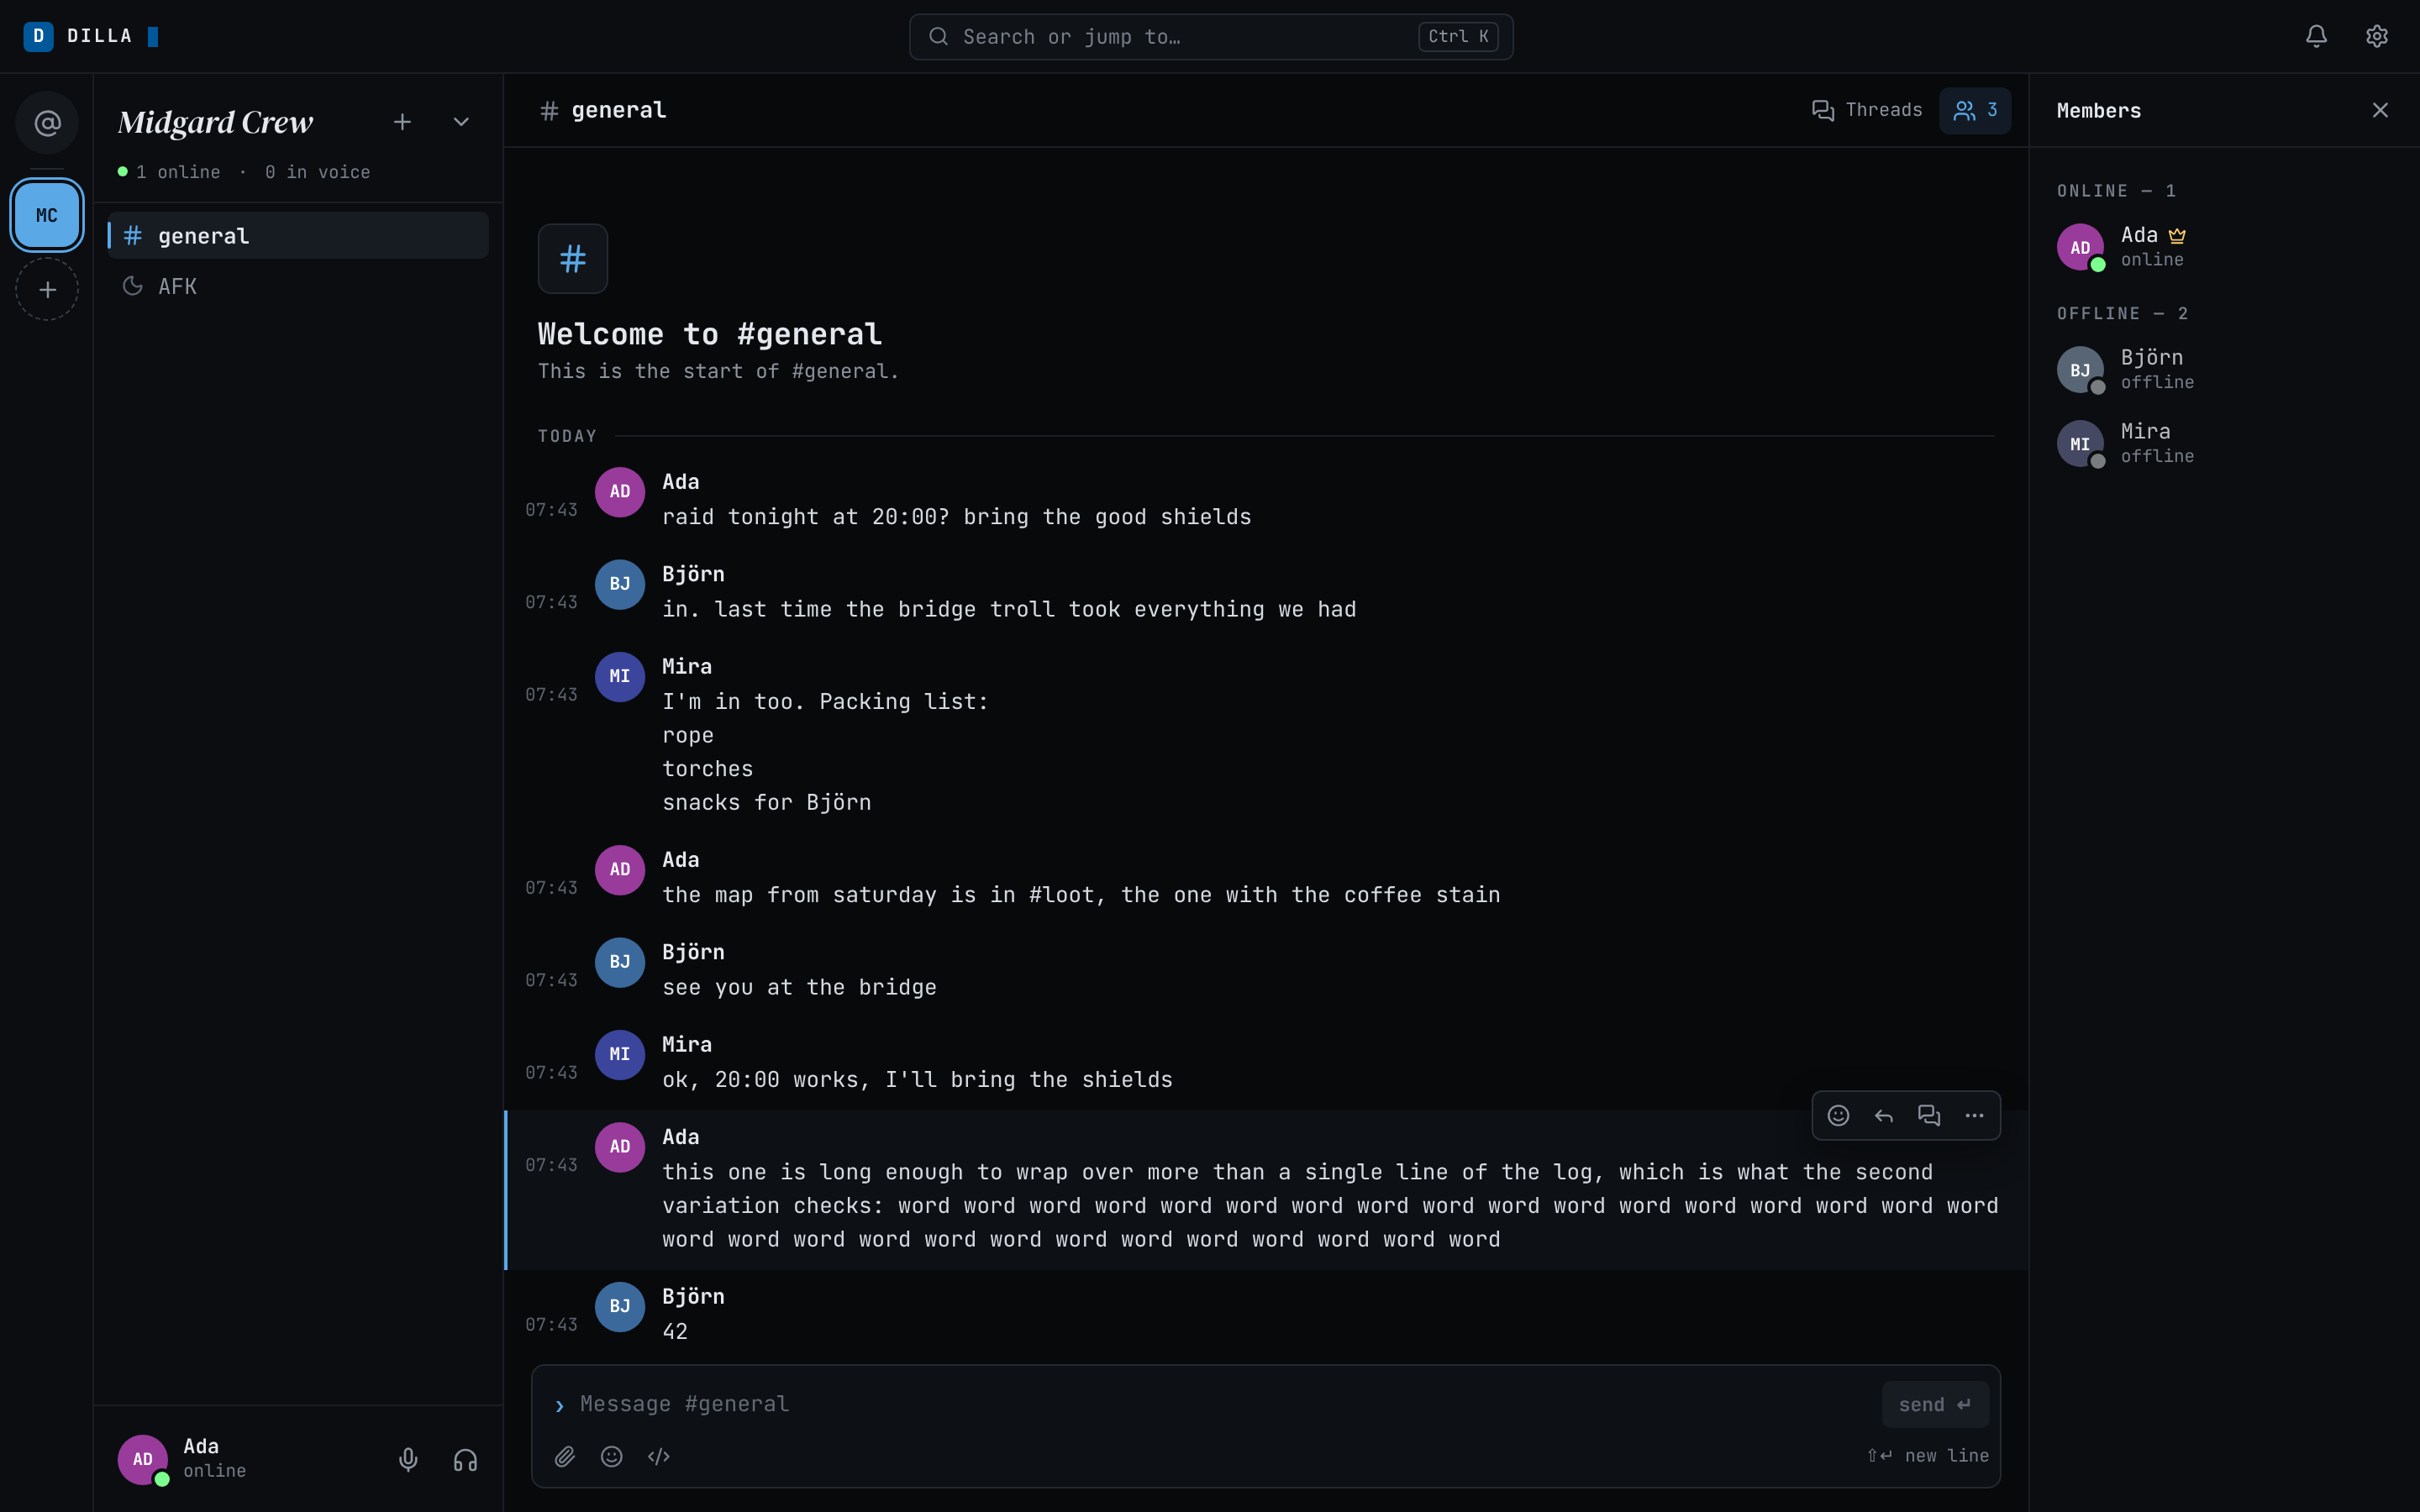 D DILLA
Search or jump to…
Ctrl K
MC
Midgard Crew
1 online · 0 in voice
# general
AFK
Ada
AD
online
# general
Threads
3
#
Welcome to #general
This is the start of #general.
TODAY
AD
Ada
07:43
raid tonight at 20:00? bring the good shields
BJ
Björn
07:43
in. last time the bridge troll took everything we had
MI
Mira
07:43
I'm in too. Packing list:
rope
torches
snacks for Björn
AD
Ada
07:43
the map from saturday is in #loot, the one with the coffee stain
BJ
Björn
07:43
see you at the bridge
MI
Mira
07:43
ok, 20:00 works, I'll bring the shields
AD
Ada
07:43
this one is long enough to wrap over more than a single line of the log, which is what the second
variation checks: word word word word word word word word word word word word word word word word word
word word word word word word word word word word word word word
BJ
Björn
07:43
42
› Message #general
send ↵
⇧↵ new line
Members
ONLINE — 1
AD
Ada
online
OFFLINE — 2
BJ
Björn
offline
MI
Mira
offline